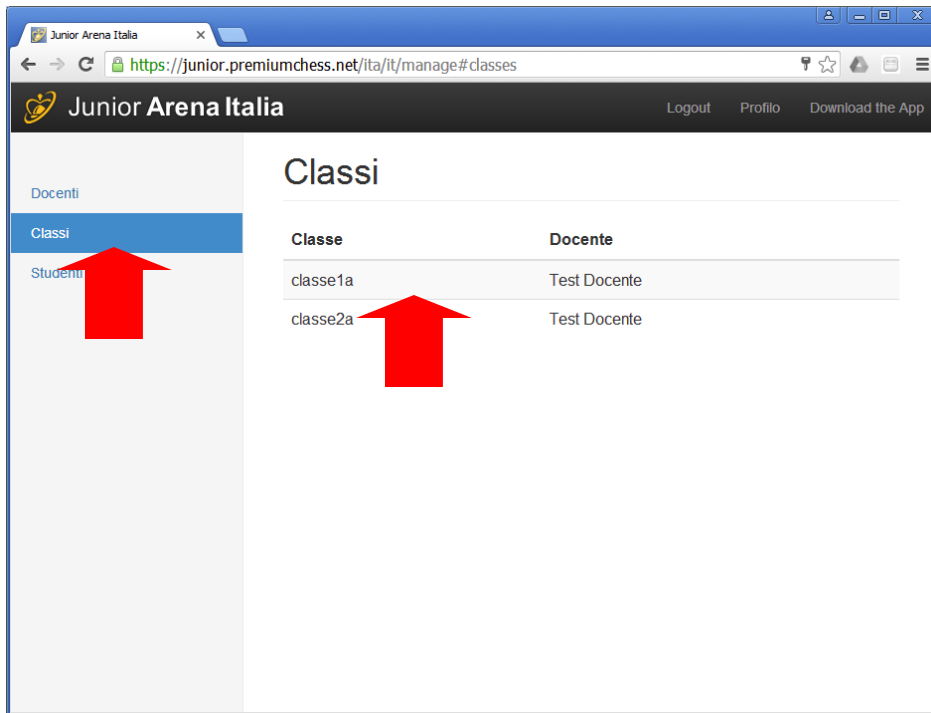 Junior Arena Italia
https://junior.premiumchess.net/ita/it/manage#classes
Junior Arena Italia
Logout Profilo Download the App
Docenti
Classi
Studenti
Classi
Classe Docente
classe1a Test Docente
classe2a Test Docente